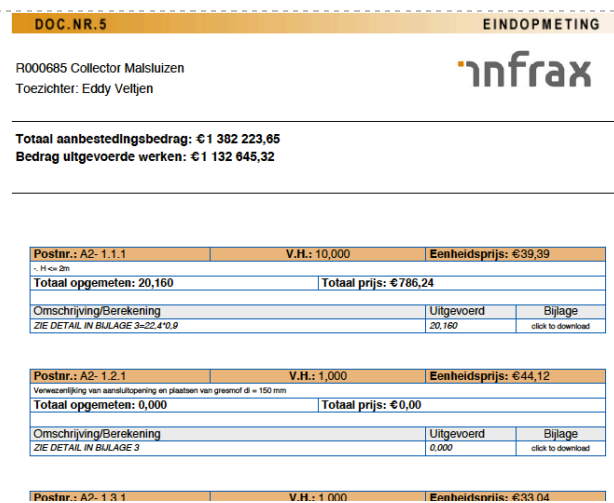 DOC.NR.5 EINDOPMETING
R000685 Collector Malsluizen
infrax
Toezichter: Eddy Veltjen
Totaal aanbestedingsbedrag: €1 382 223,65
Bedrag uitgevoerde werken: €1 132 645,32
Postnr.: A2- 1.1.1 V.H.: 10,000 Eenheidsprijs: €39,39
-. H <= 2m
Totaal opgemeten: 20,160 Totaal prijs: €786,24
Omschrijving/Berekening Uitgevoerd Bijlage
ZIE DETAIL IN BIJLAGE 3=22,4*0,9 20,160 click to download
Postnr.: A2- 1.2.1 V.H.: 1,000 Eenheidsprijs: €44,12
Verwezenlijking van aansluitopening en plaatsen van gresmof di = 150 mm
Totaal opgemeten: 0,000 Totaal prijs: €0,00
Omschrijving/Berekening Uitgevoerd Bijlage
ZIE DETAIL IN BIJLAGE 3 0,000 click to download
Postnr.: A2- 1.3.1 V.H.: 1,000 Eenheidsprijs: €33,04